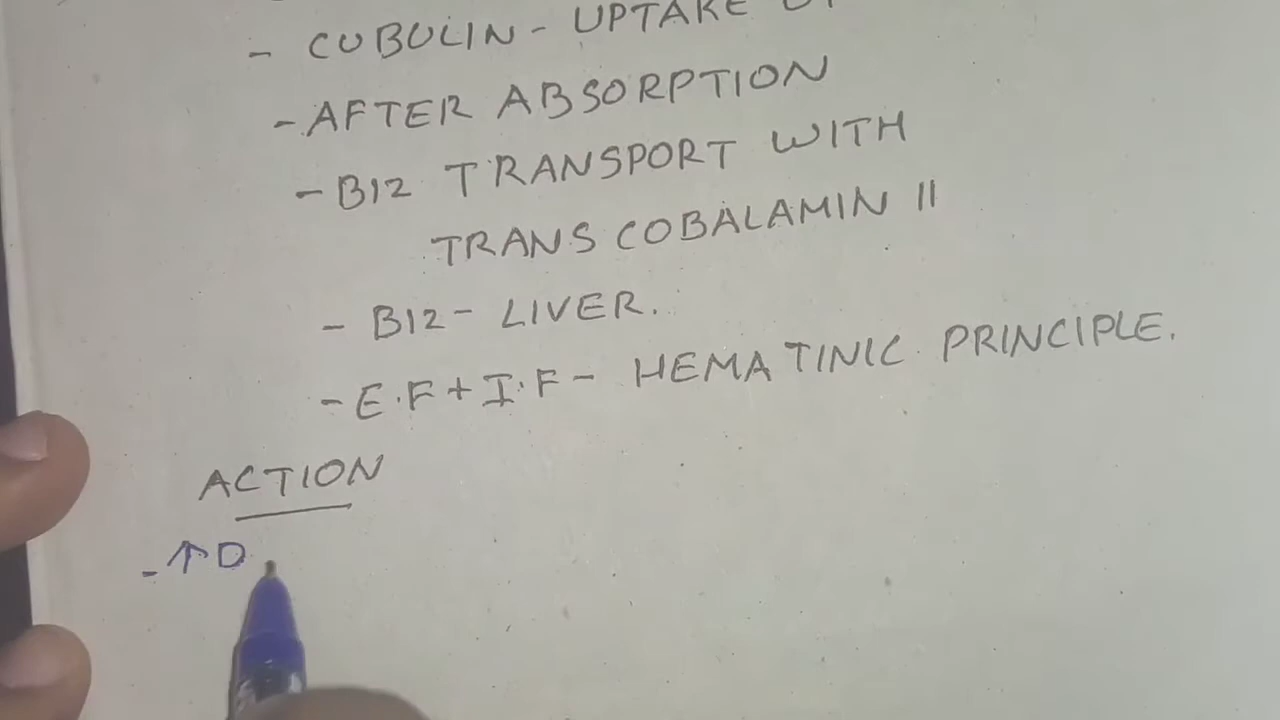 - CUBULIN - UPTAKE
- AFTER ABSORPTION
- B12 TRANSPORT WITH
TRANS COBALAMIN II
- B12 - LIVER.
- E.F + I.F - HEMATINIC PRINCIPLE.
ACTION
- ↑ D